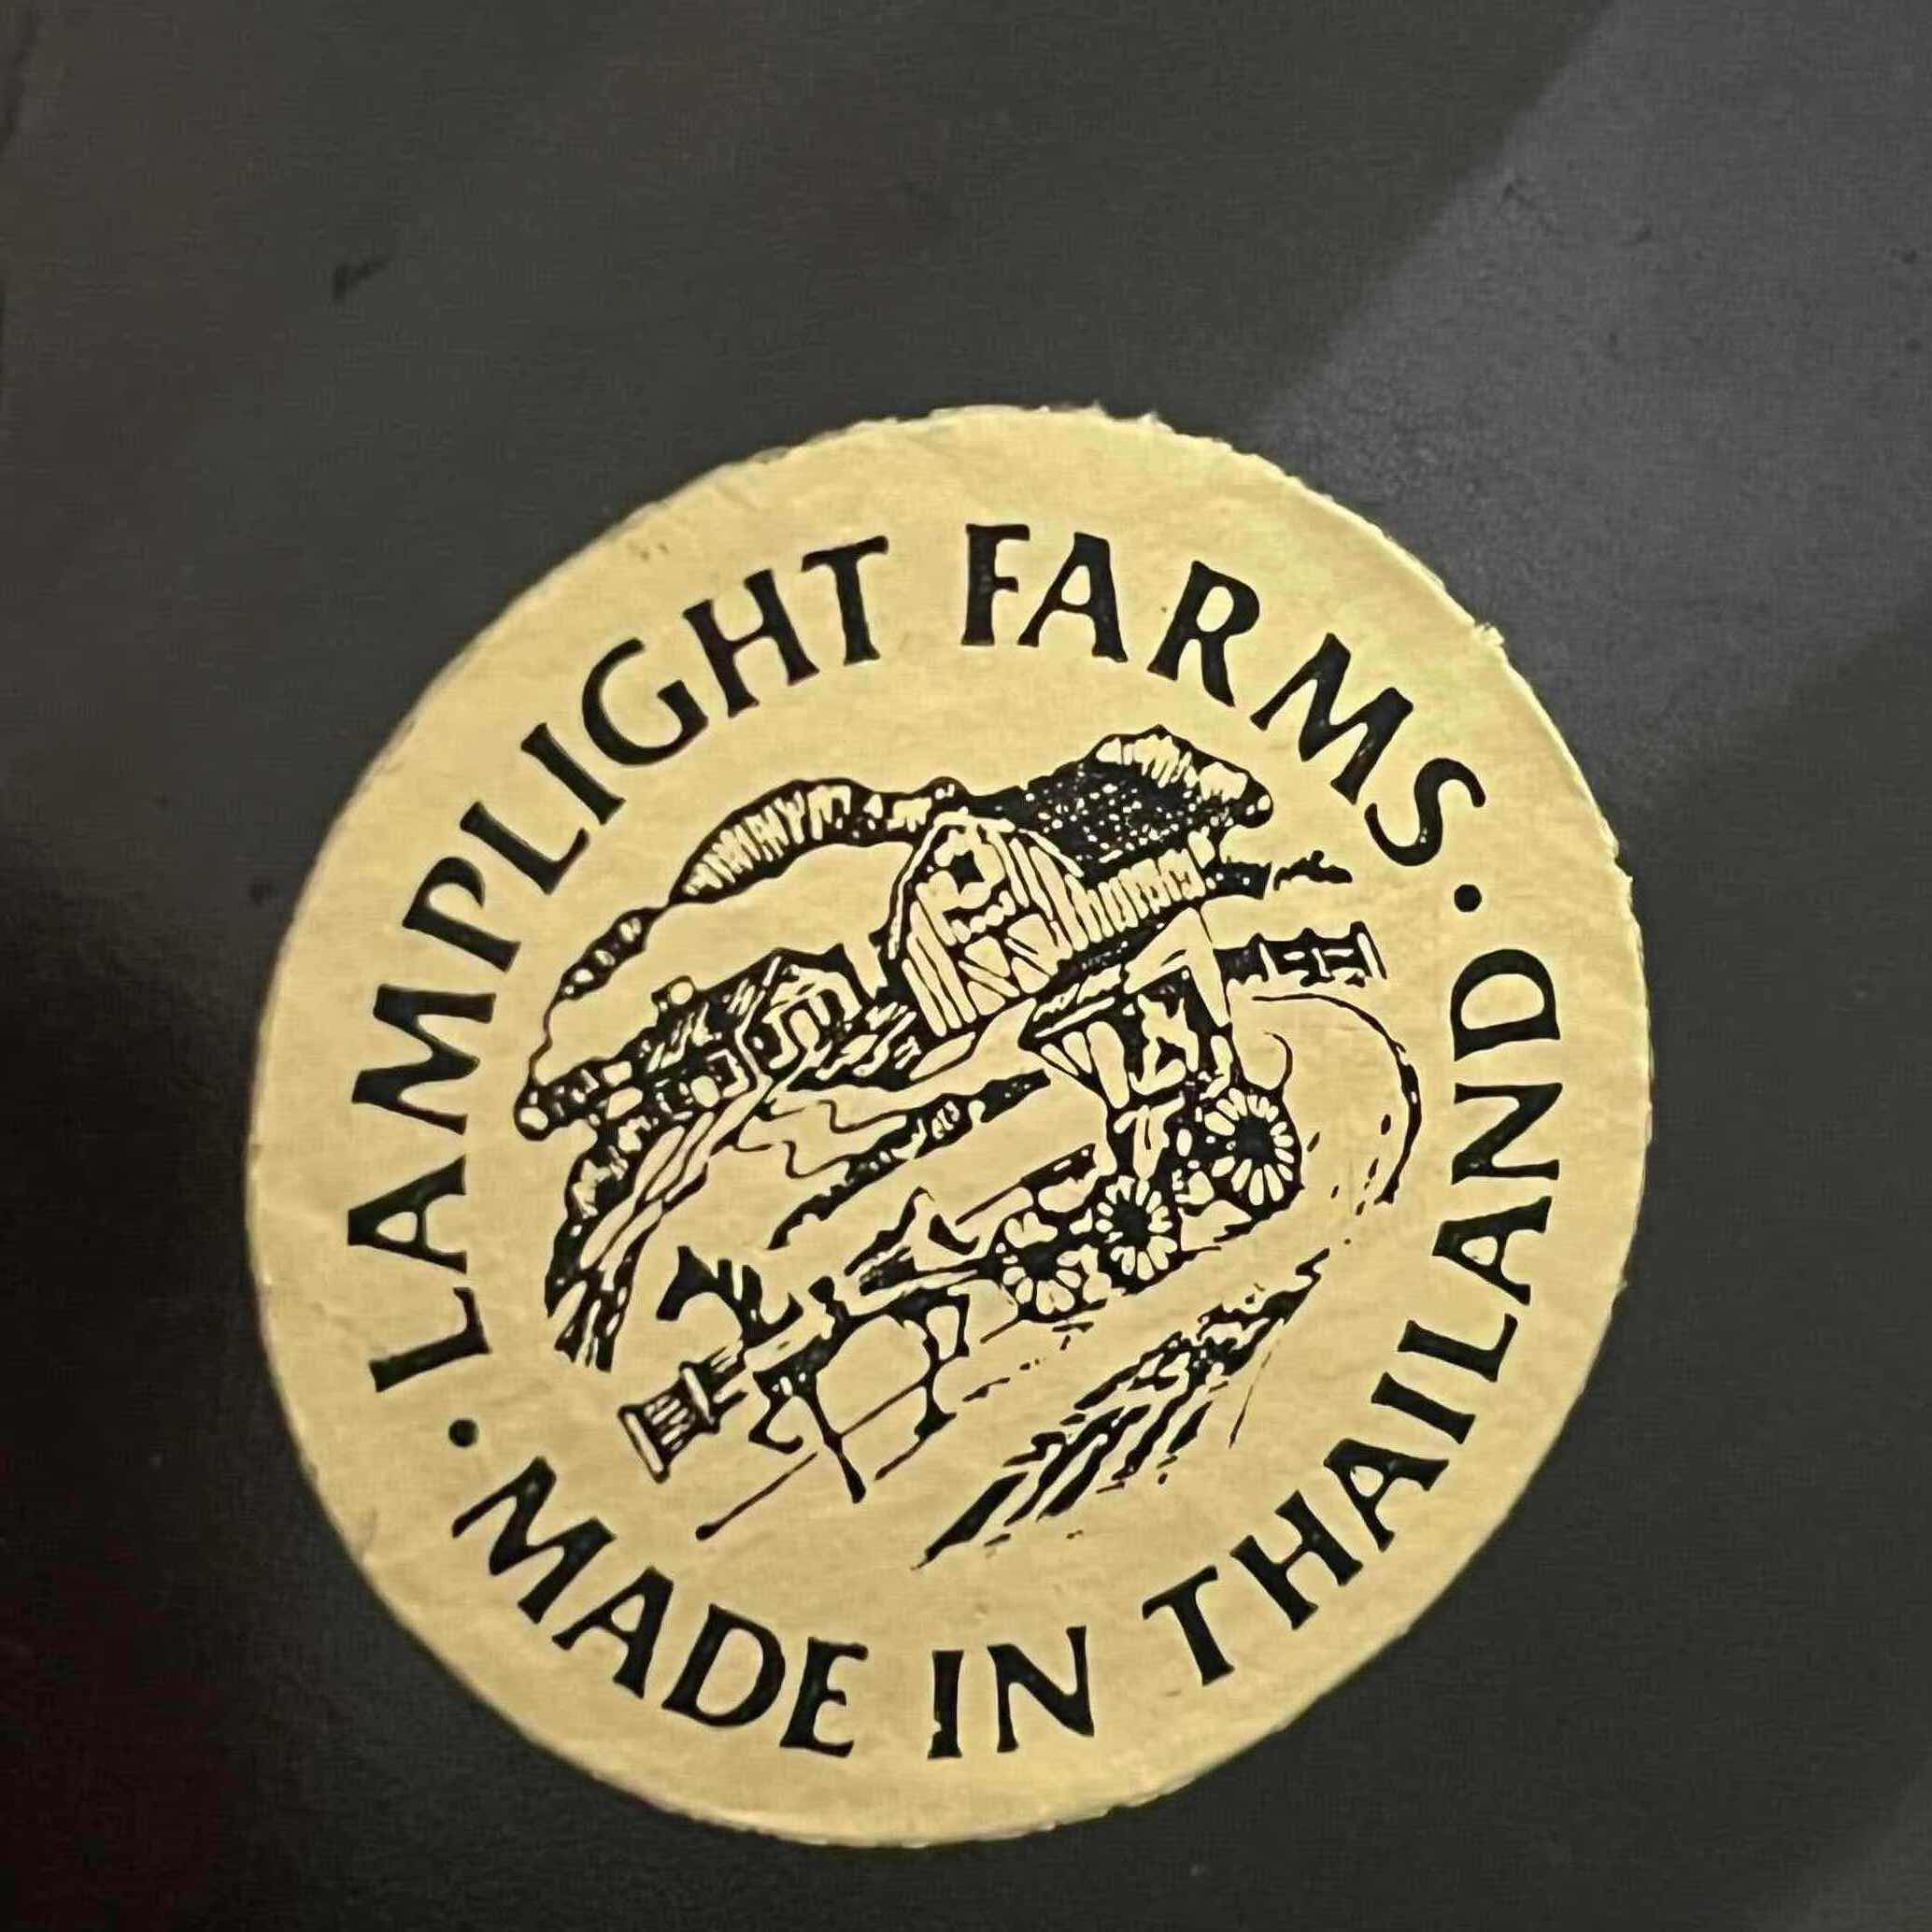 LAMPLIGHT FARMS
· MADE IN THAILAND ·